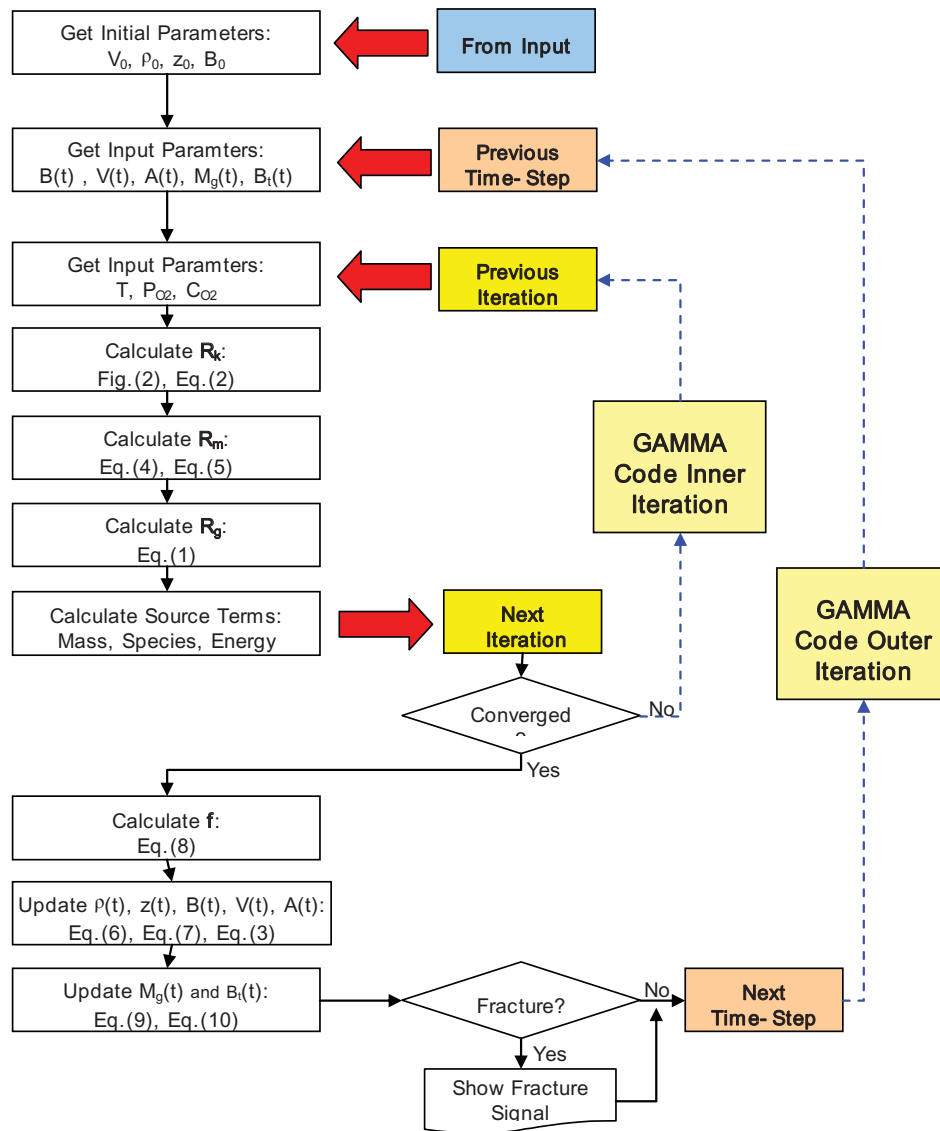 Get Initial Parameters:
V0, ρ0, z0, B0
From Input
Get Input Paramters:
B(t) , V(t), A(t), Mg(t), Bt(t)
Previous
Time- Step
Get Input Paramters:
T, PO2, CO2
Previous
Iteration
Calculate Rk:
Fig.(2), Eq.(2)
Calculate Rm:
Eq.(4), Eq.(5)
Calculate Rg:
Eq.(1)
Calculate Source Terms:
Mass, Species, Energy
Next
Iteration
GAMMA
Code Inner
Iteration
GAMMA
Code Outer
Iteration
Converged
No
Yes
Calculate f:
Eq.(8)
Update ρ(t), z(t), B(t), V(t), A(t):
Eq.(6), Eq.(7), Eq.(3)
Update Mg(t) and Bt(t):
Eq.(9), Eq.(10)
Fracture?
No
Next
Time- Step
Yes
Show Fracture
Signal